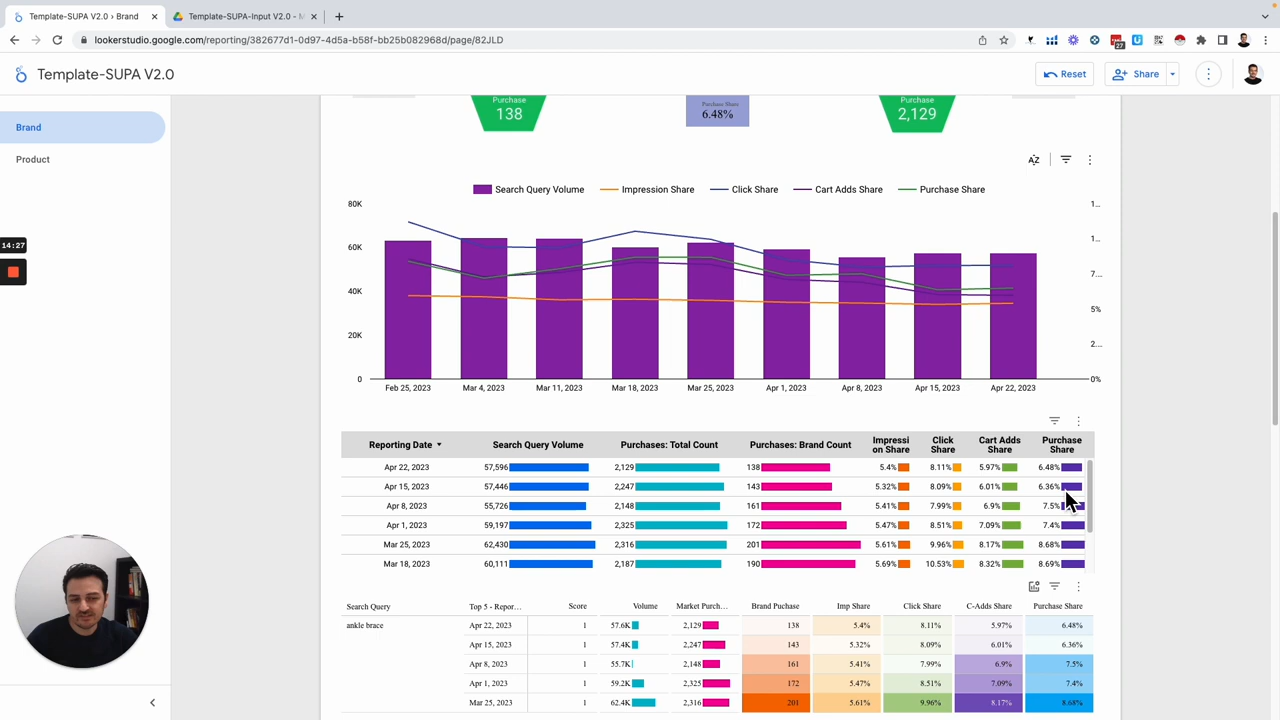 Template-SUPA V2.0 › Brand
Template-SUPA-Input V2.0 - M
lookerstudio.google.com/reporting/382677d1-0d97-4d5a-b58f-bb25b082968d/page/82JLD
27
Template-SUPA V2.0
Reset
Share
Brand
Product
14:27
Purchase
138
Purchase Share
6.48%
Purchase
2,129
AZ
Search Query Volume Impression Share Click Share Cart Adds Share Purchase Share
80K 1...
60K 1...
40K 7...
5%
20K 2...
0 0%
Feb 25, 2023 Mar 4, 2023 Mar 11, 2023 Mar 18, 2023 Mar 25, 2023 Apr 1, 2023 Apr 8, 2023 Apr 15, 2023 Apr 22, 2023
Reporting Date Search Query Volume Purchases: Total Count Purchases: Brand Count Impressi on Share Click Share Cart Adds Share Purchase Share
Apr 22, 2023 57,596 2,129 138 5.4% 8.11% 5.97% 6.48%
Apr 15, 2023 57,446 2,247 143 5.32% 8.09% 6.01% 6.36%
Apr 8, 2023 55,726 2,148 161 5.41% 7.99% 6.9% 7.5%
Apr 1, 2023 59,197 2,325 172 5.47% 8.51% 7.09% 7.4%
Mar 25, 2023 62,430 2,316 201 5.61% 9.96% 8.17% 8.68%
Mar 18, 2023 60,111 2,187 190 5.69% 10.53% 8.32% 8.69%
Search Query Top 5 - Repor... Score Volume Market Purch... Brand Puchase Imp Share Click Share C-Adds Share Purchase Share
ankle brace Apr 22, 2023 1 57.6K 2,129 138 5.4% 8.11% 5.97% 6.48%
Apr 15, 2023 1 57.4K 2,247 143 5.32% 8.09% 6.01% 6.36%
Apr 8, 2023 1 55.7K 2,148 161 5.41% 7.99% 6.9% 7.5%
Apr 1, 2023 1 59.2K 2,325 172 5.47% 8.51% 7.09% 7.4%
Mar 25, 2023 1 62.4K 2,316 201 5.61% 9.96% 8.17% 8.68%